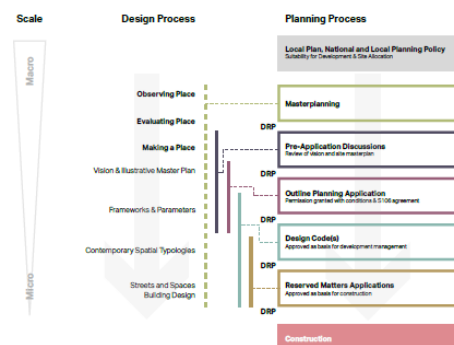 Scale
Design Process
Planning Process
Macro
Micro
Observing Place
Evaluating Place
Making a Place
Vision & Illustrative Master Plan
Frameworks & Parameters
Contemporary Spatial Typologies
Streets and Spaces
Building Design
Local Plan, National and Local Planning Policy
Suitability for Development & Site Allocation
Masterplanning
DRP
Pre-Application Discussions
Review of vision and site masterplan
DRP
Outline Planning Application
Permission granted with conditions & S106 agreement
DRP
Design Code(s)
Approved as basis for development management
DRP
Reserved Matters Applications
Approved as basis for construction
DRP
Construction